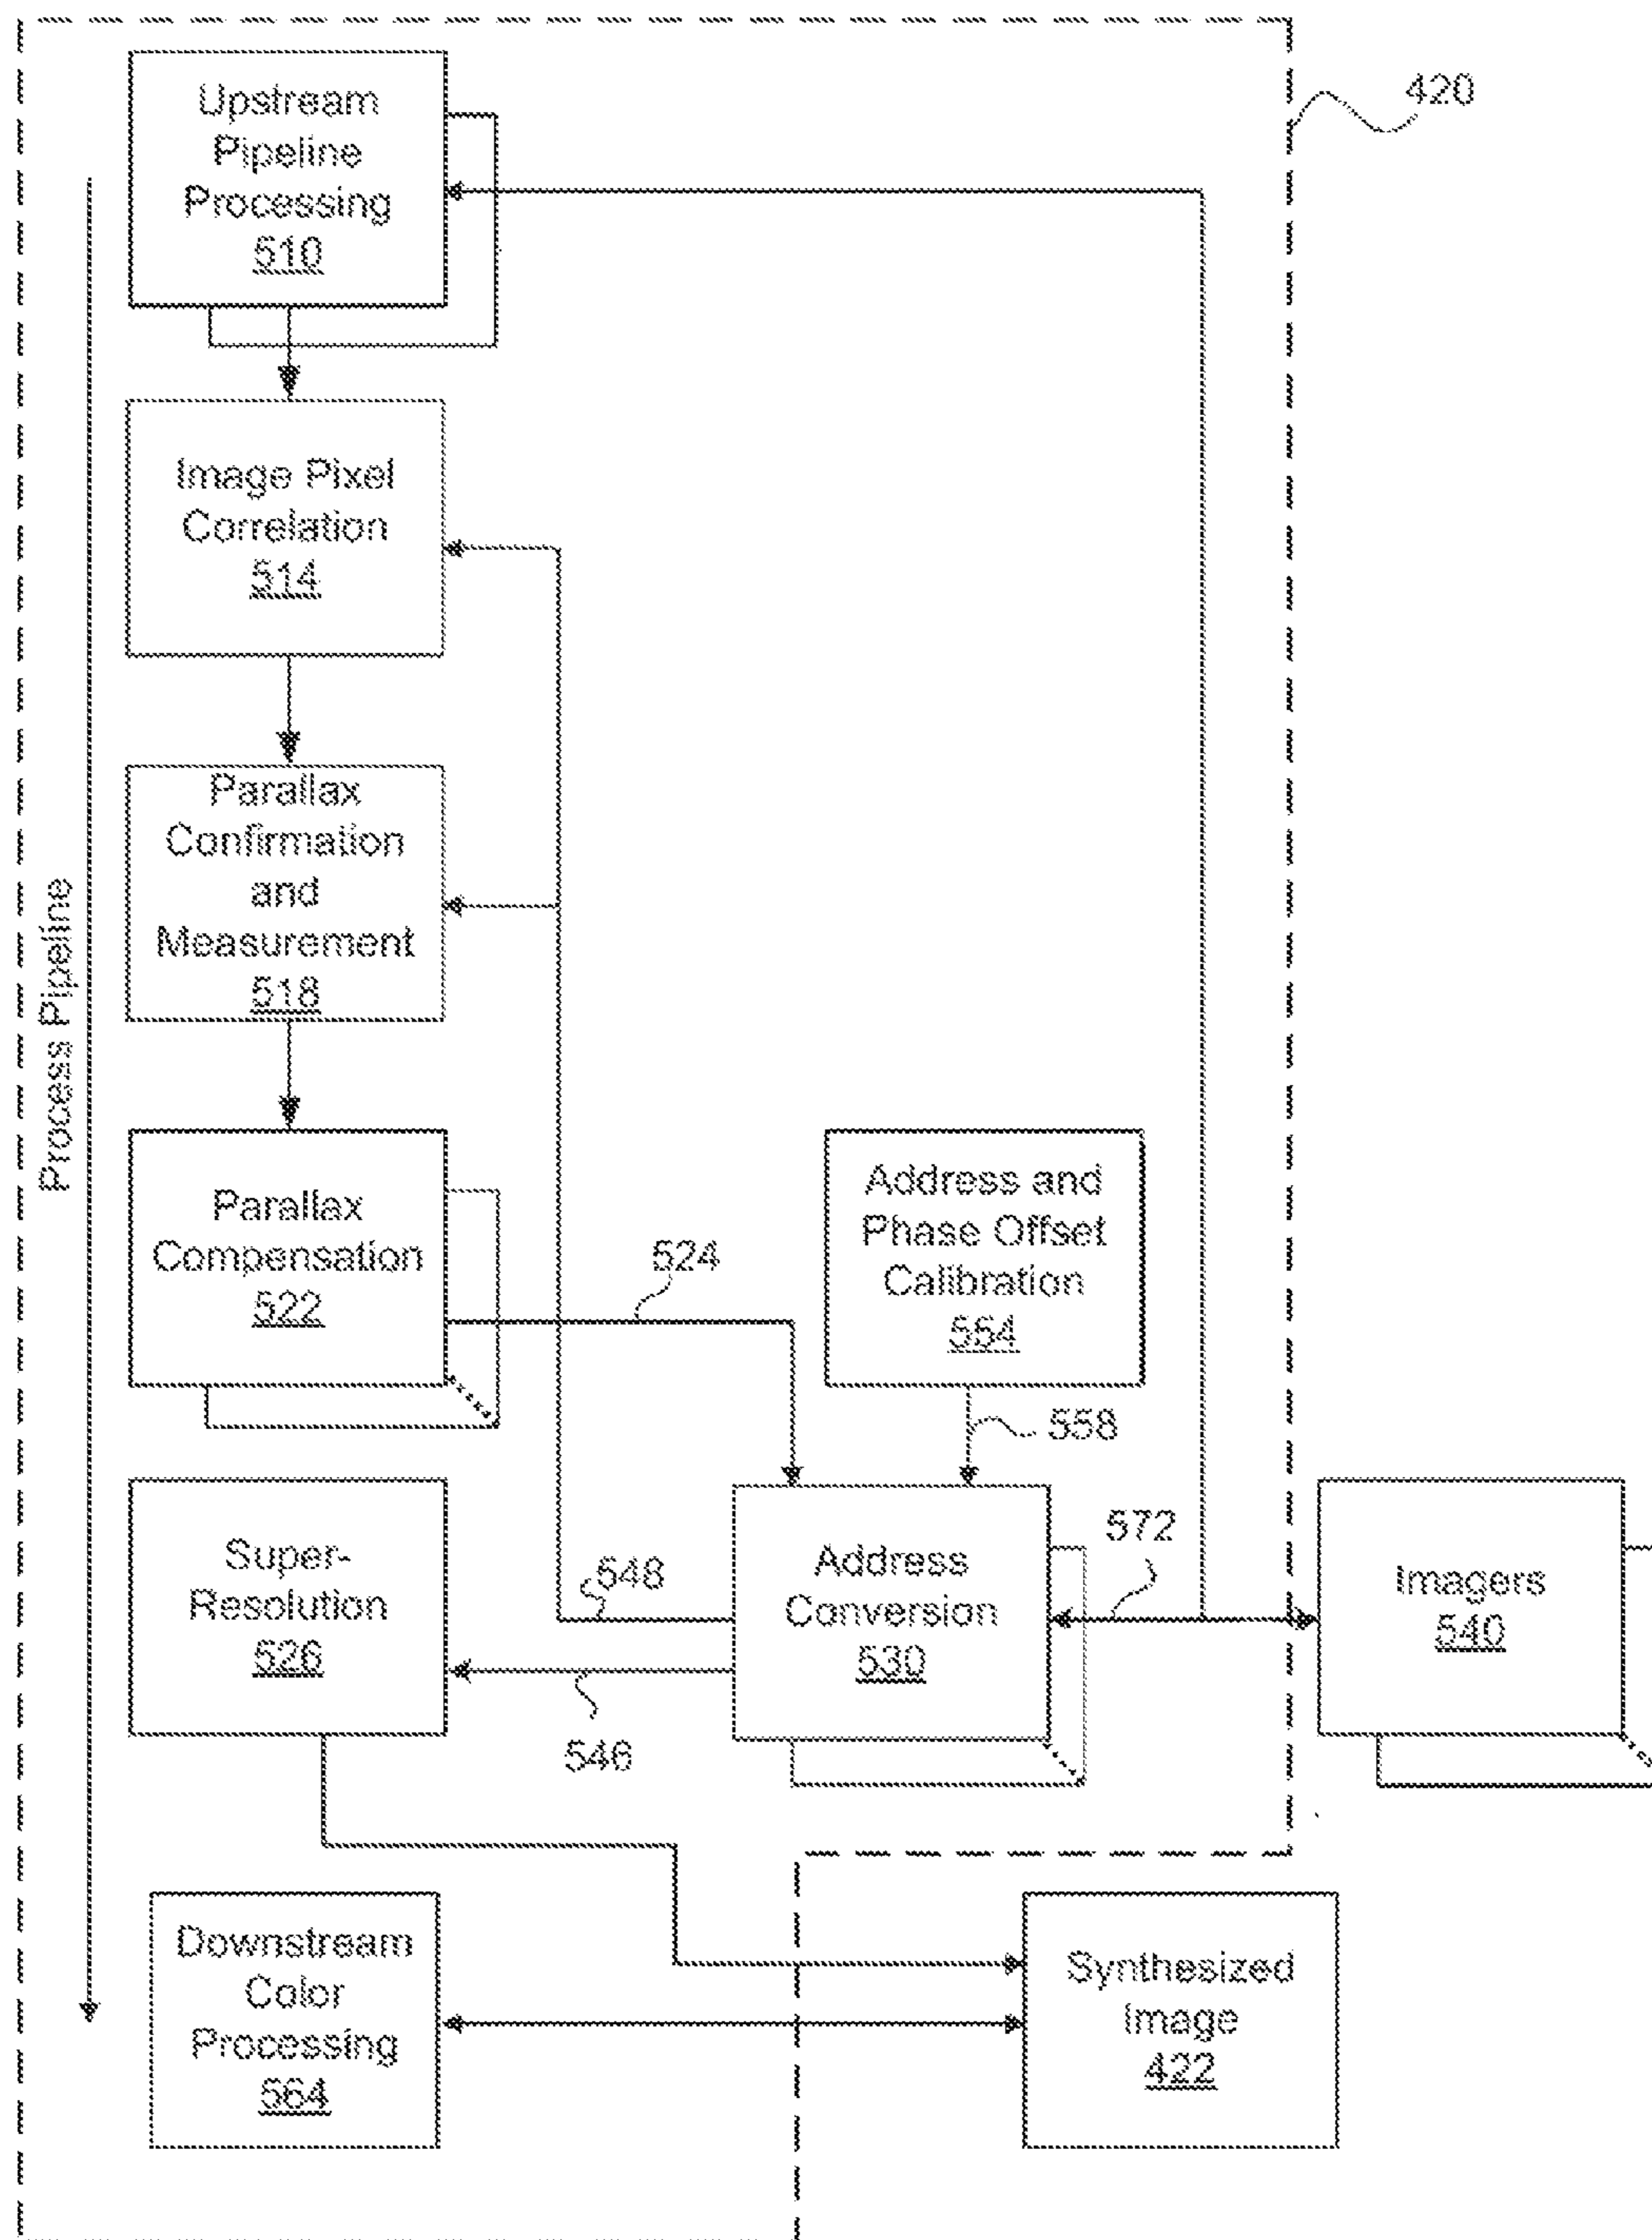 420
Upstream
Pipeline
Processing
510
Image Pixel
Correlation
514
Parallax
Confirmation
and
Measurement
518
Process Pipeline
Parallax
Compensation
522
524
Address and
Phase Offset
Calibration
554
558
Super-
Resolution
526
548
546
Address
Conversion
530
572
Imagers
540
Downstream
Color
Processing
564
Synthesized
Image
422